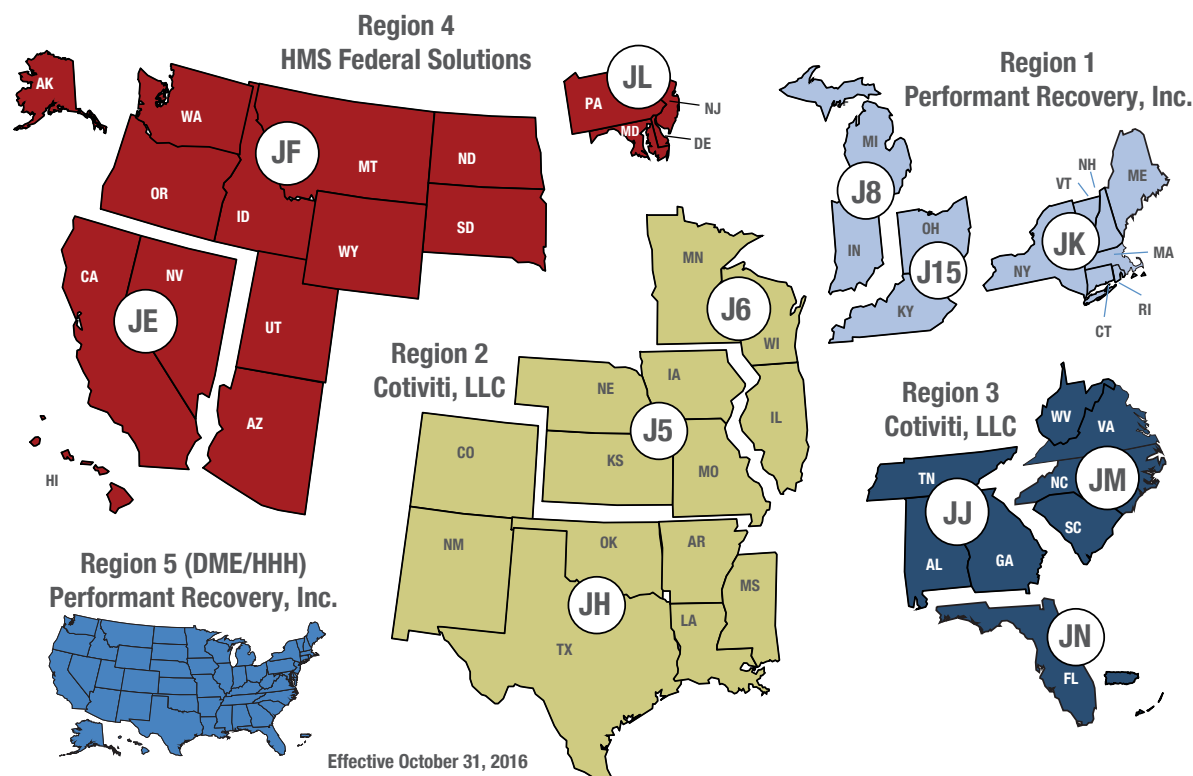 Region 4
HMS Federal Solutions
AK
WA
OR
ID
MT
ND
SD
WY
JF
CA
NV
UT
AZ
HI
JE
JL
PA
NJ
MD
DE
Region 1
Performant Recovery, Inc.
MI
J8
IN
OH
J15
KY
NH
VT
ME
JK
NY
MA
RI
CT
Region 2
Cotiviti, LLC
MN
J6
WI
IA
NE
J5
IL
KS
MO
CO
NM
OK
AR
MS
JH
LA
TX
Region 3
Cotiviti, LLC
WV
VA
TN
NC
JM
JJ
SC
AL
GA
JN
FL
Region 5 (DME/HHH)
Performant Recovery, Inc.
Effective October 31, 2016